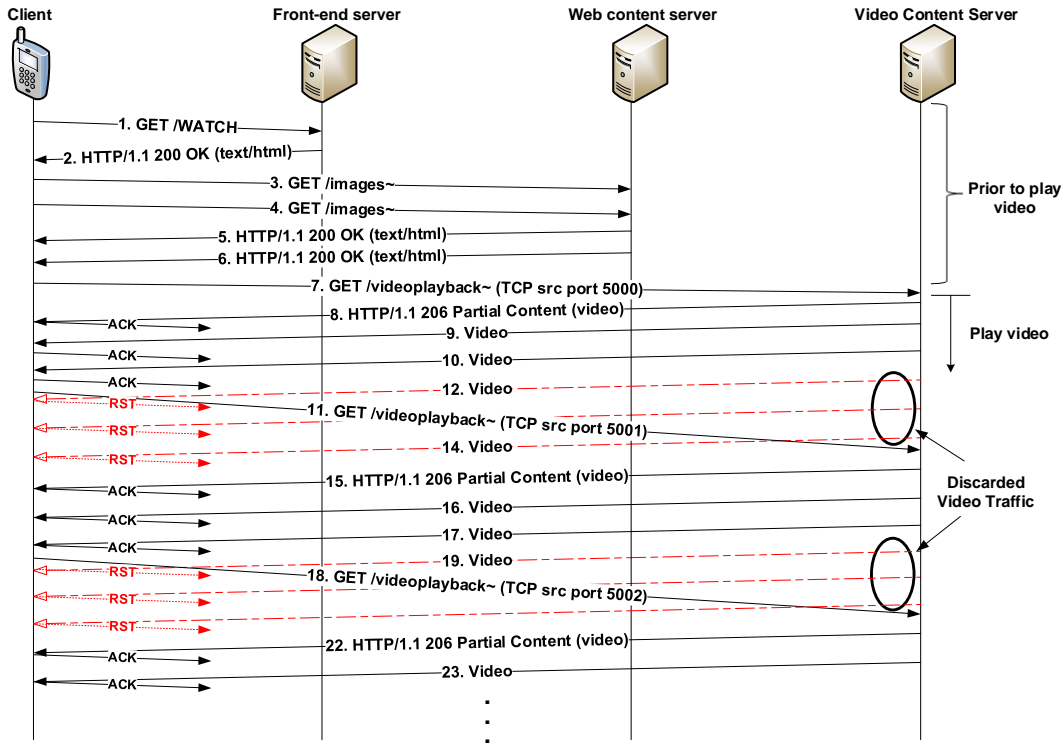 Client
Front-end server
Web content server
Video Content Server
1. GET /WATCH
2. HTTP/1.1 200 OK (text/html)
3. GET /images~
4. GET /images~
5. HTTP/1.1 200 OK (text/html)
6. HTTP/1.1 200 OK (text/html)
Prior to play
video
7. GET /videoplayback~ (TCP src port 5000)
8. HTTP/1.1 206 Partial Content (video)
ACK
9. Video
Play video
ACK
10. Video
ACK
12. Video
RST
11. GET /videoplayback~ (TCP src port 5001)
RST
14. Video
RST
15. HTTP/1.1 206 Partial Content (video)
Discarded
Video Traffic
ACK
16. Video
ACK
17. Video
ACK
19. Video
RST
18. GET /videoplayback~ (TCP src port 5002)
RST
RST
22. HTTP/1.1 206 Partial Content (video)
ACK
23. Video
ACK